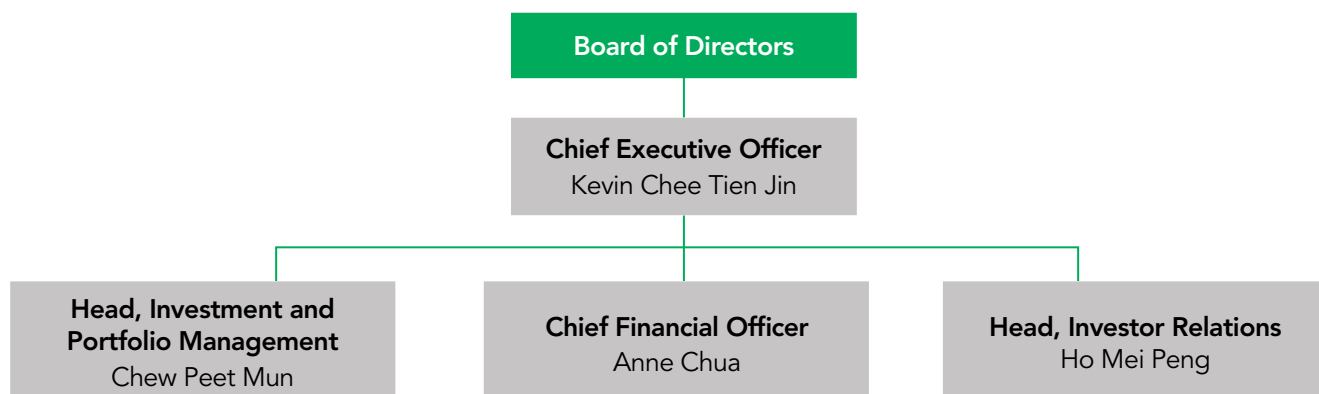 Board of Directors
Chief Executive Officer
Kevin Chee Tien Jin
Head, Investment and
Portfolio Management
Chew Peet Mun
Chief Financial Officer
Anne Chua
Head, Investor Relations
Ho Mei Peng